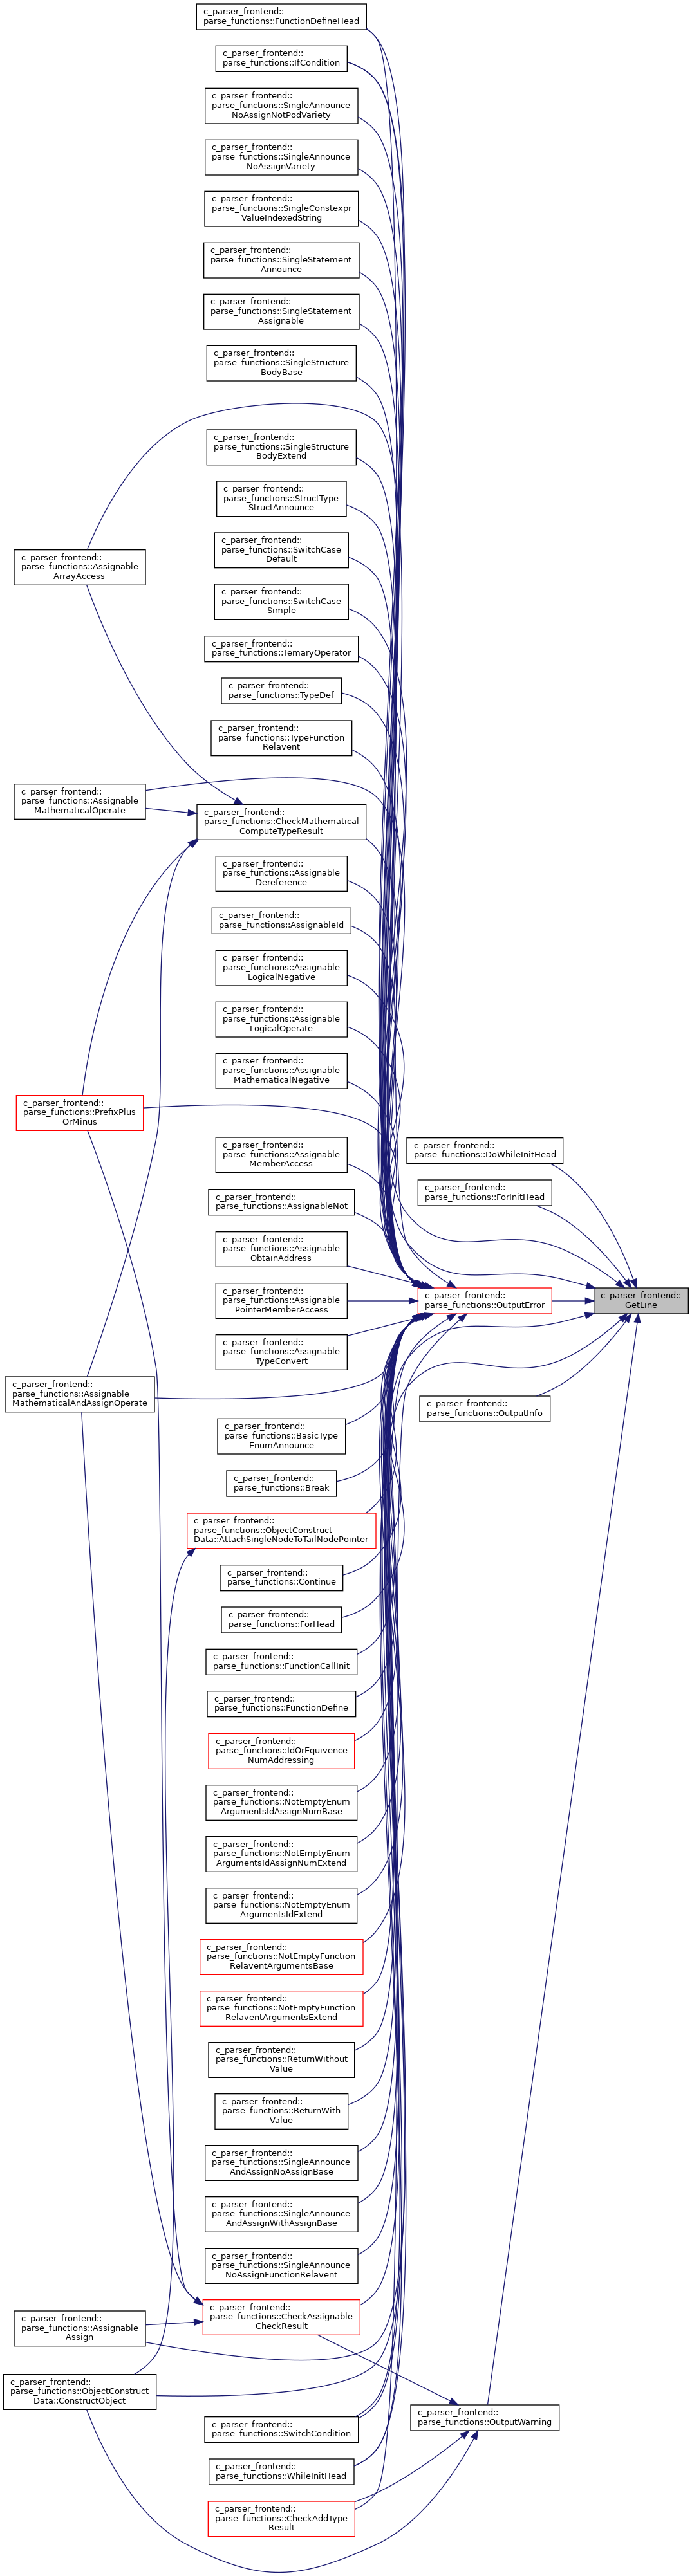 c_parser_frontend::
parse_functions::FunctionDefineHead
c_parser_frontend::
parse_functions::IfCondition
c_parser_frontend::
parse_functions::SingleAnnounce
NoAssignNotPodVariety
c_parser_frontend::
parse_functions::SingleAnnounce
NoAssignVariety
c_parser_frontend::
parse_functions::SingleConstexpr
ValueIndexedString
c_parser_frontend::
parse_functions::SingleStatement
Announce
c_parser_frontend::
parse_functions::SingleStatement
Assignable
c_parser_frontend::
parse_functions::SingleStructure
BodyBase
c_parser_frontend::
parse_functions::SingleStructure
BodyExtend
c_parser_frontend::
parse_functions::StructType
StructAnnounce
c_parser_frontend::
parse_functions::SwitchCase
Default
c_parser_frontend::
parse_functions::Assignable
ArrayAccess
c_parser_frontend::
parse_functions::SwitchCase
Simple
c_parser_frontend::
parse_functions::TemaryOperator
c_parser_frontend::
parse_functions::TypeDef
c_parser_frontend::
parse_functions::TypeFunction
Relavent
c_parser_frontend::
parse_functions::Assignable
MathematicalOperate
c_parser_frontend::
parse_functions::CheckMathematical
ComputeTypeResult
c_parser_frontend::
parse_functions::Assignable
Dereference
c_parser_frontend::
parse_functions::AssignableId
c_parser_frontend::
parse_functions::Assignable
LogicalNegative
c_parser_frontend::
parse_functions::Assignable
LogicalOperate
c_parser_frontend::
parse_functions::Assignable
MathematicalNegative
c_parser_frontend::
parse_functions::PrefixPlus
OrMinus
c_parser_frontend::
parse_functions::Assignable
MemberAccess
c_parser_frontend::
parse_functions::DoWhileInitHead
c_parser_frontend::
parse_functions::ForInitHead
c_parser_frontend::
parse_functions::AssignableNot
c_parser_frontend::
parse_functions::Assignable
ObtainAddress
c_parser_frontend::
parse_functions::Assignable
PointerMemberAccess
c_parser_frontend::
parse_functions::OutputError
c_parser_frontend::
GetLine
c_parser_frontend::
parse_functions::Assignable
TypeConvert
c_parser_frontend::
parse_functions::Assignable
MathematicalAndAssignOperate
c_parser_frontend::
parse_functions::OutputInfo
c_parser_frontend::
parse_functions::BasicType
EnumAnnounce
c_parser_frontend::
parse_functions::Break
c_parser_frontend::
parse_functions::ObjectConstruct
Data::AttachSingleNodeToTailNodePointer
c_parser_frontend::
parse_functions::Continue
c_parser_frontend::
parse_functions::ForHead
c_parser_frontend::
parse_functions::FunctionCallInit
c_parser_frontend::
parse_functions::FunctionDefine
c_parser_frontend::
parse_functions::IdOrEquivence
NumAddressing
c_parser_frontend::
parse_functions::NotEmptyEnum
ArgumentsIdAssignNumBase
c_parser_frontend::
parse_functions::NotEmptyEnum
ArgumentsIdAssignNumExtend
c_parser_frontend::
parse_functions::NotEmptyEnum
ArgumentsIdExtend
c_parser_frontend::
parse_functions::NotEmptyFunction
RelaventArgumentsBase
c_parser_frontend::
parse_functions::NotEmptyFunction
RelaventArgumentsExtend
c_parser_frontend::
parse_functions::ReturnWithout
Value
c_parser_frontend::
parse_functions::ReturnWith
Value
c_parser_frontend::
parse_functions::SingleAnnounce
AndAssignNoAssignBase
c_parser_frontend::
parse_functions::SingleAnnounce
AndAssignWithAssignBase
c_parser_frontend::
parse_functions::SingleAnnounce
NoAssignFunctionRelavent
c_parser_frontend::
parse_functions::CheckAssignable
CheckResult
c_parser_frontend::
parse_functions::Assignable
Assign
c_parser_frontend::
parse_functions::ObjectConstruct
Data::ConstructObject
c_parser_frontend::
parse_functions::OutputWarning
c_parser_frontend::
parse_functions::SwitchCondition
c_parser_frontend::
parse_functions::WhileInitHead
c_parser_frontend::
parse_functions::CheckAddType
Result